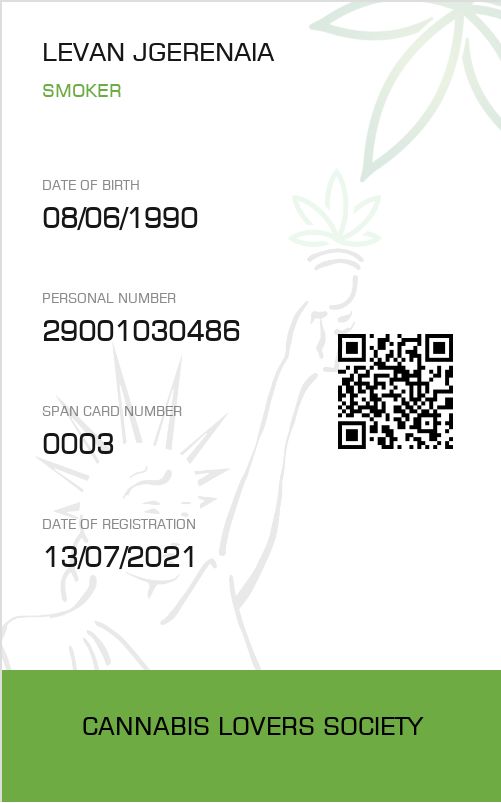 LEVAN JGERENAIA
SMOKER
DATE OF BIRTH
08/06/1990
PERSONAL NUMBER
29001030486
SPAN CARD NUMBER
0003
DATE OF REGISTRATION
13/07/2021
CANNABIS LOVERS SOCIETY